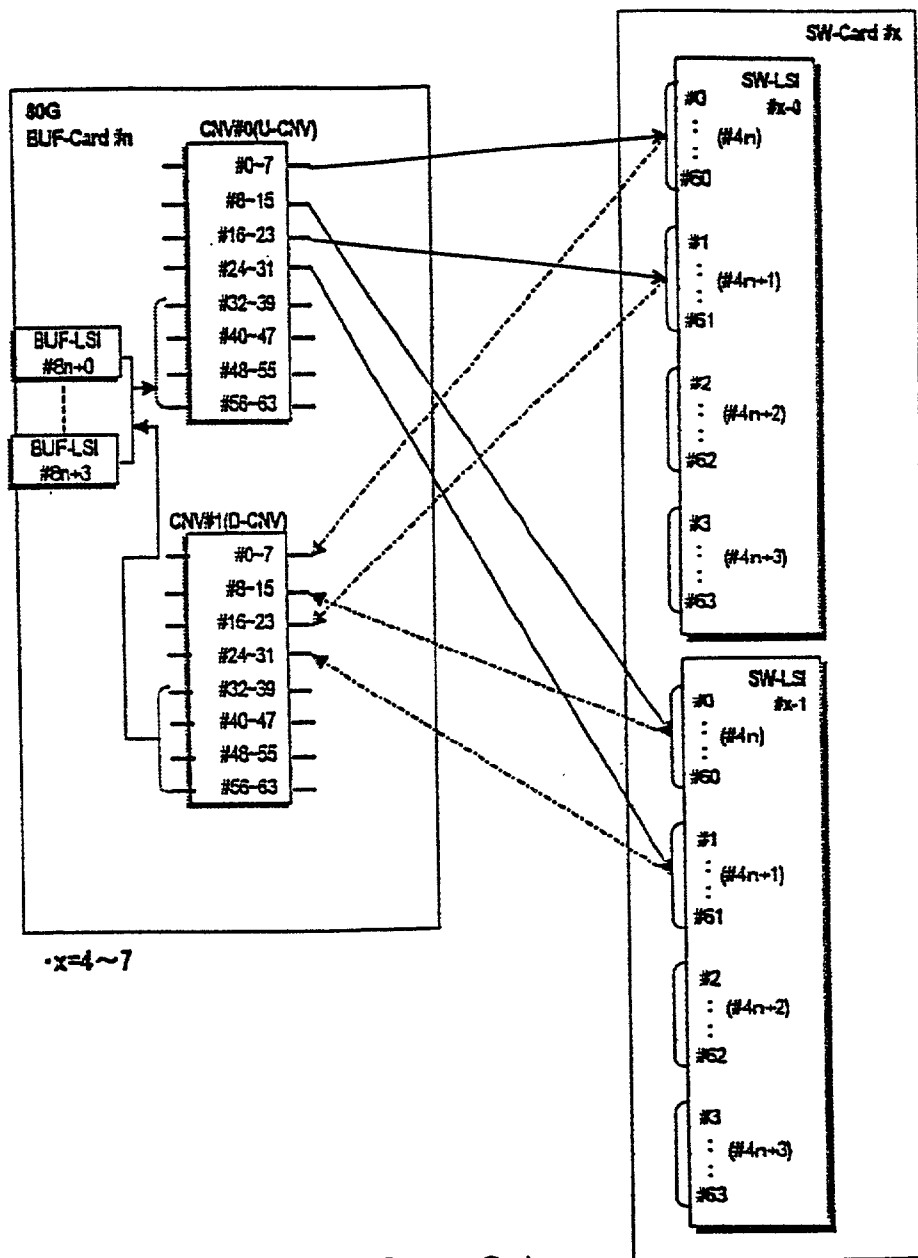 SW-Card #x
80G
BUF-Card #n
CNV#0(U-CNV)
#0~7
#8~15
#16~23
#24~31
#32~39
#40~47
#48~55
#56~63
BUF-LSI
#8n+0
BUF-LSI
#8n+3
CNV#1(D-CNV)
#0~7
#8~15
#16~23
#24~31
#32~39
#40~47
#48~55
#56~63
･x=4～7
SW-LSI
#x-0
#0
(#4n)
#60
#1
(#4n+1)
#61
#2
(#4n+2)
#62
#3
(#4n+3)
#63
SW-LSI
#x-1
#0
(#4n)
#60
#1
(#4n+1)
#61
#2
(#4n+2)
#62
#3
(#4n+3)
#63